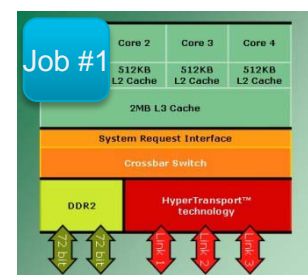 Job #1
Core 2 Core 3 Core 4
512KB 512KB 512KB
L2 Cache L2 Cache L2 Cache
2MB L3 Cache
System Request Interface
Crossbar Switch
DDR2
HyperTransport™
technology
72 bit 72 bit Link 1 Link 2 Link 3